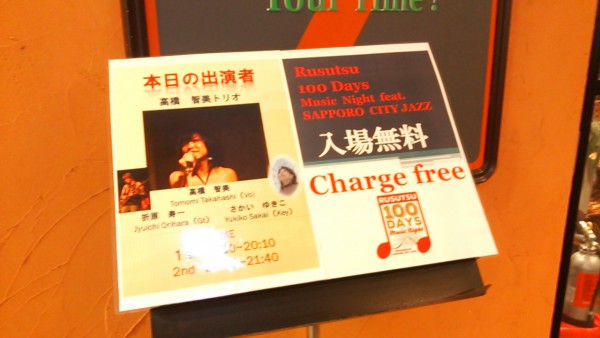 Your Time!
本日の出演者
高橋 智美トリオ
高橋 智美
Tomomi Takahashi (Vo)
折原 寿一
Jyuichi Orihara (Gt)
さかい ゆきこ
Yukiko Sakai (Key)
-20:10
2nd
-21:40
Rusutsu
100 Days
Music Night feat.
SAPPORO CITY JAZZ
入場無料
Charge free
RUSUTSU
100
DAYS
Music Night